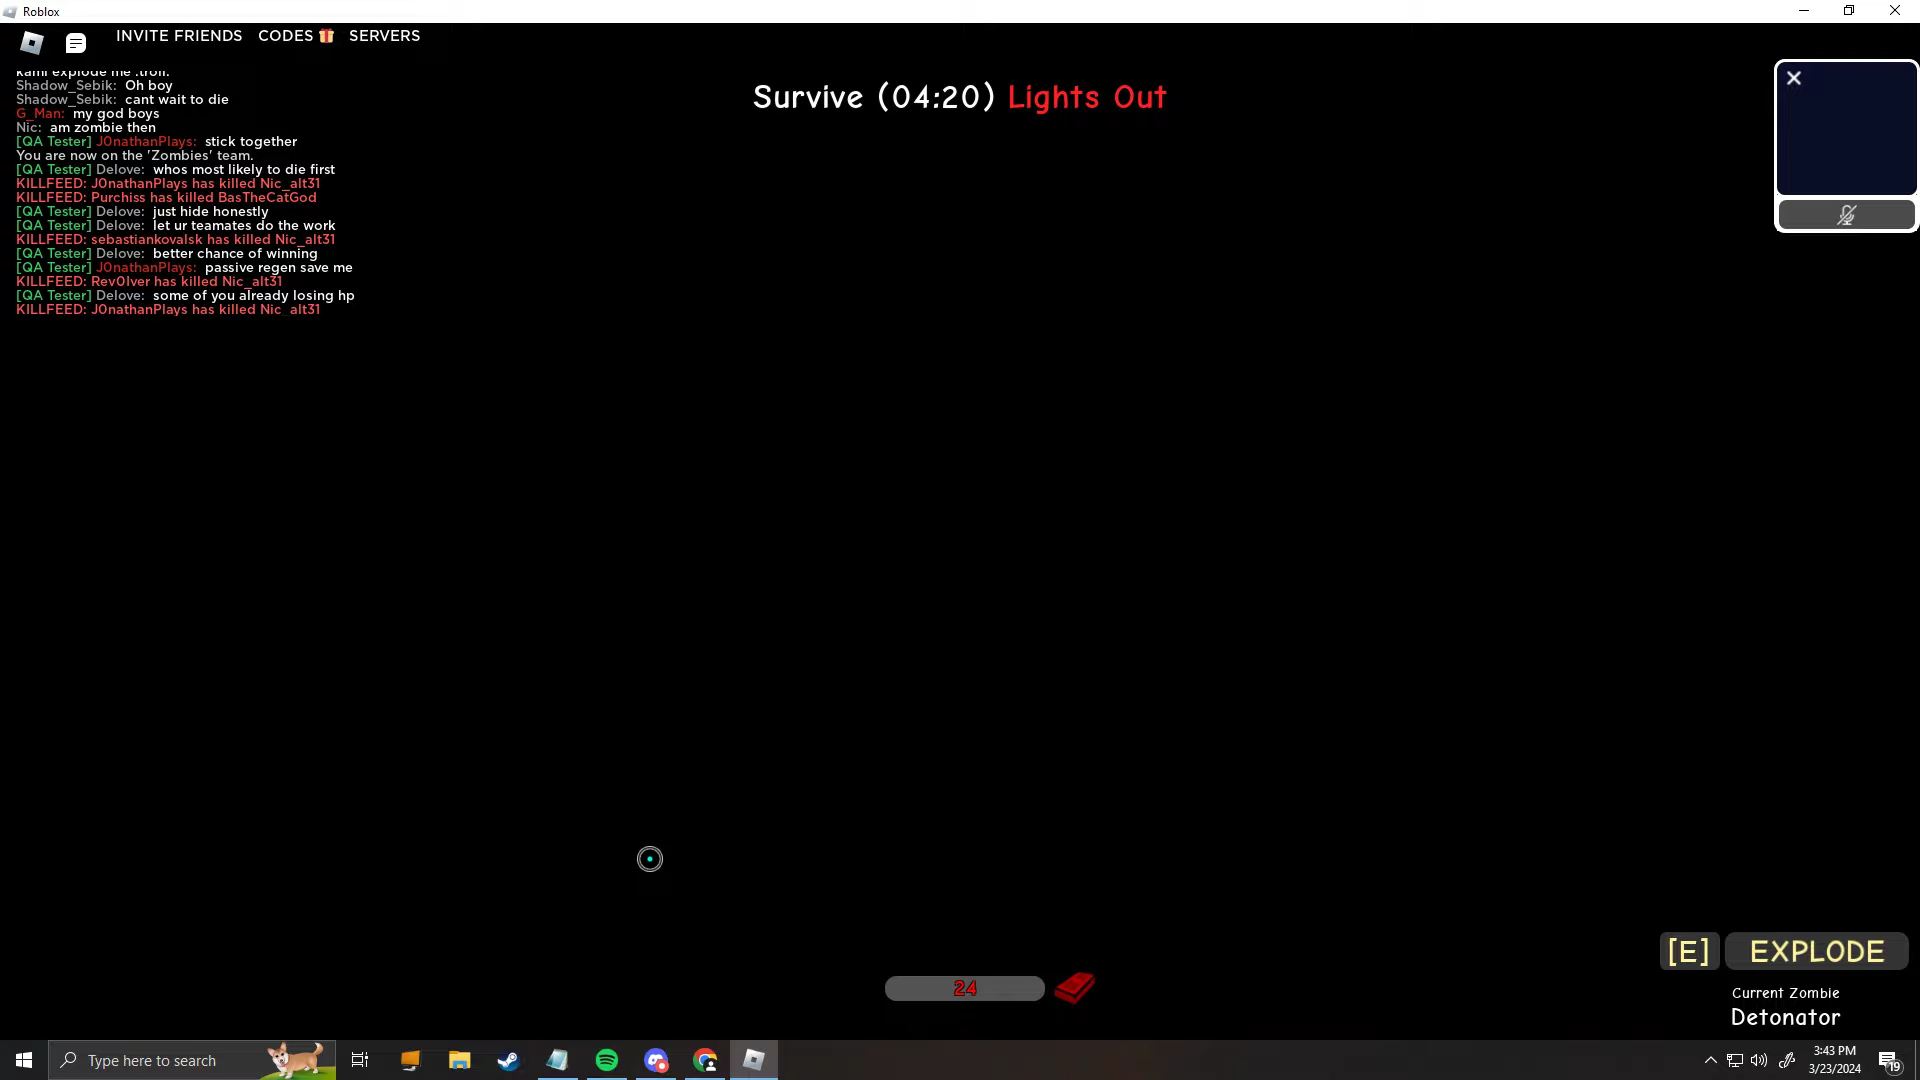 Roblox
INVITE FRIENDS CODES SERVERS
kami explode me :troll:
Shadow_Sebik: Oh boy
Shadow_Sebik: cant wait to die
G_Man: my god boys
Nic: am zombie then
[QA Tester] J0nathanPlays: stick together
You are now on the 'Zombies' team.
[QA Tester] Delove: whos most likely to die first
KILLFEED: J0nathanPlays has killed Nic_alt31
KILLFEED: Purchiss has killed BasTheCatGod
[QA Tester] Delove: just hide honestly
[QA Tester] Delove: let ur teamates do the work
KILLFEED: sebastiankovalsk has killed Nic_alt31
[QA Tester] Delove: better chance of winning
[QA Tester] J0nathanPlays: passive regen save me
KILLFEED: Rev0lver has killed Nic_alt31
[QA Tester] Delove: some of you already losing hp
KILLFEED: J0nathanPlays has killed Nic_alt31
Survive (04:20) Lights Out
24
[E] EXPLODE
Current Zombie
Detonator
Type here to search
3:43 PM
3/23/2024
19